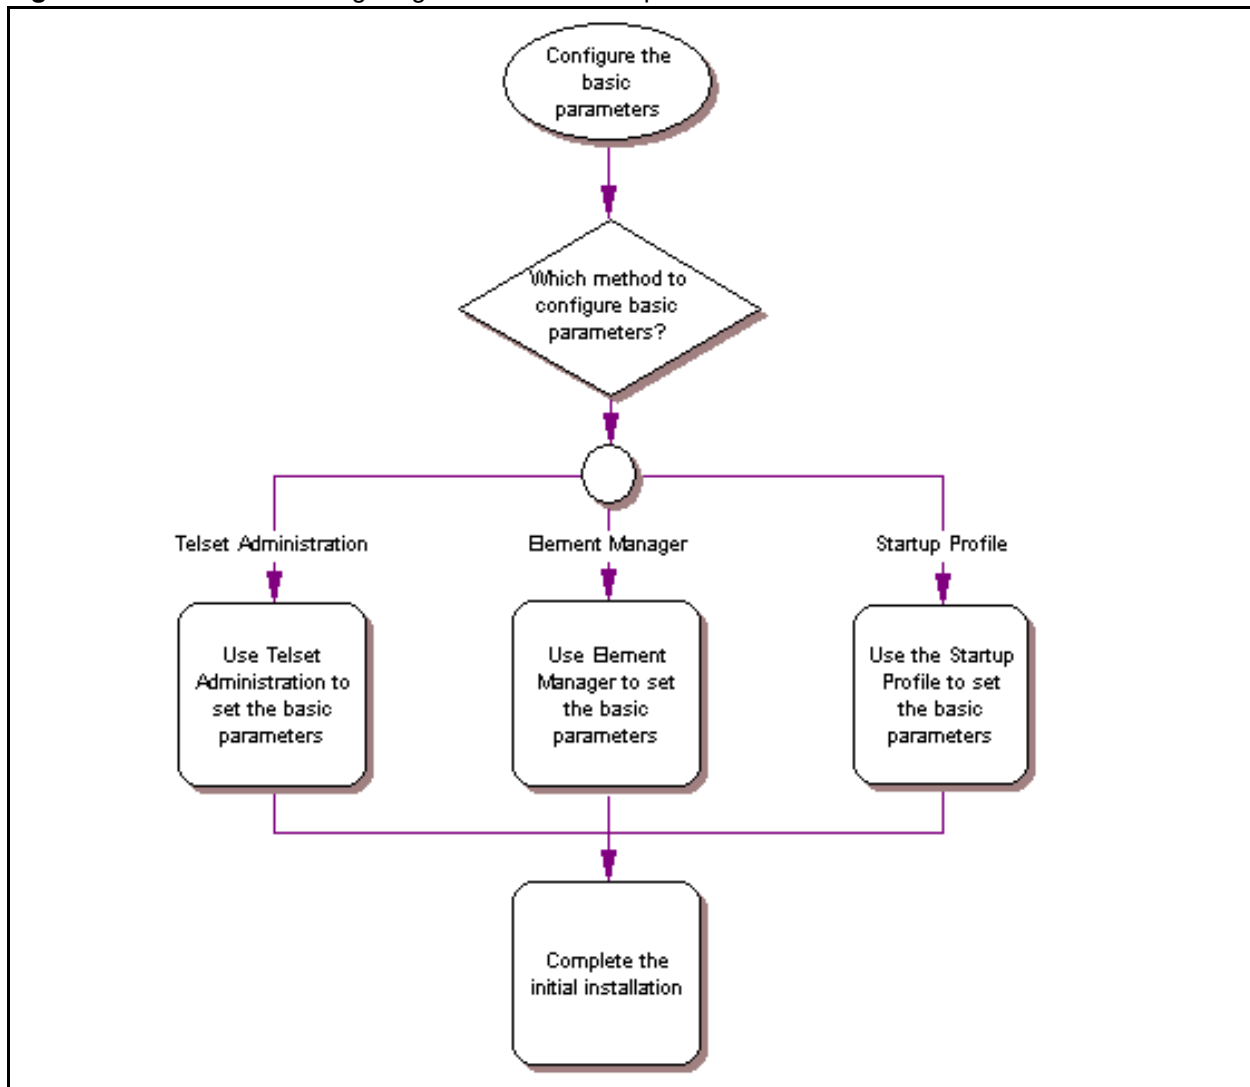 Configure the
basic
parameters
Which method to
configure basic
parameters?
Telset Administration
Element Manager
Startup Profile
Use Telset
Administration to
set the basic
parameters
Use Element
Manager to set
the basic
parameters
Use the Startup
Profile to set
the basic
parameters
Complete the
initial installation